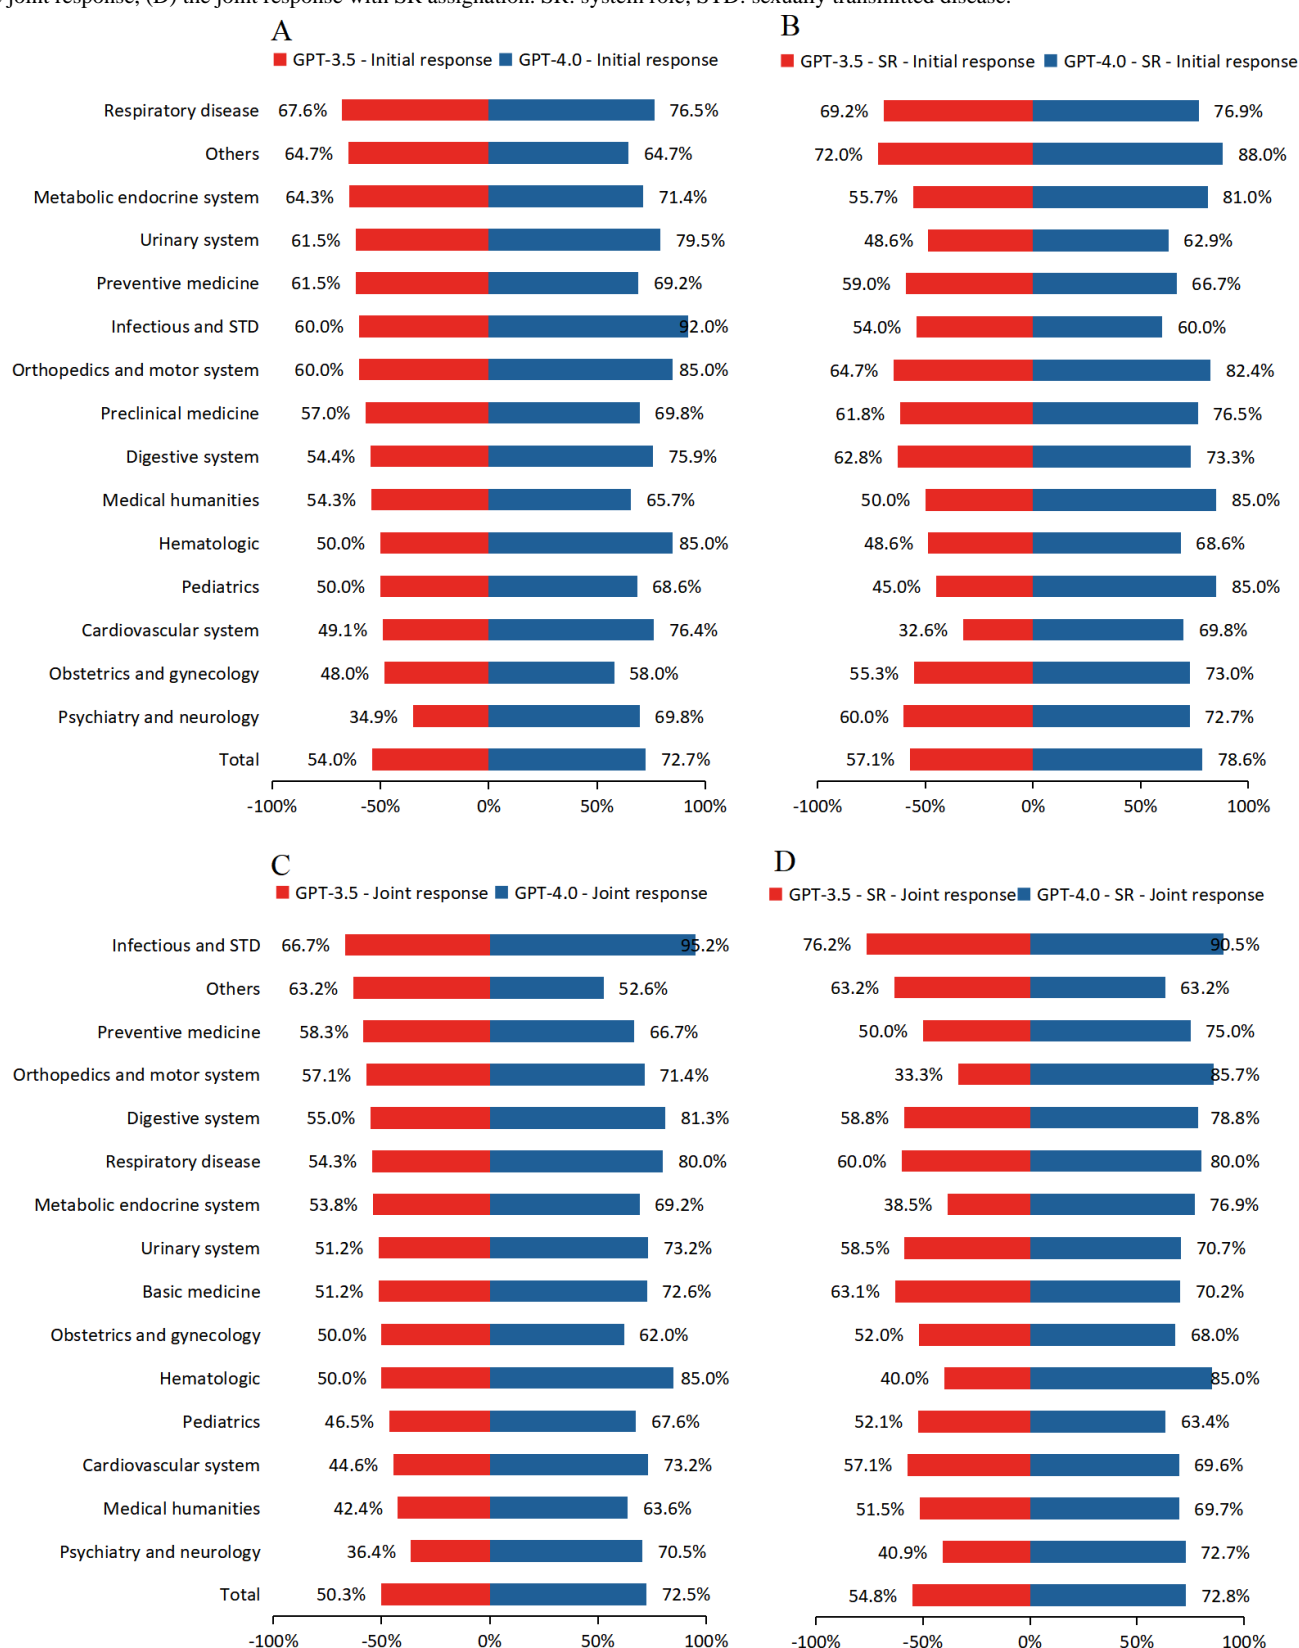 joint response; (D) the joint response with SR assignation. SR: system role; STD: sexually transmitted disease.
A
GPT-3.5 - Initial response GPT-4.0 - Initial response
Respiratory disease 67.6% 76.5%
Others 64.7% 64.7%
Metabolic endocrine system 64.3% 71.4%
Urinary system 61.5% 79.5%
Preventive medicine 61.5% 69.2%
Infectious and STD 60.0% 92.0%
Orthopedics and motor system 60.0% 85.0%
Preclinical medicine 57.0% 69.8%
Digestive system 54.4% 75.9%
Medical humanities 54.3% 65.7%
Hematologic 50.0% 85.0%
Pediatrics 50.0% 68.6%
Cardiovascular system 49.1% 76.4%
Obstetrics and gynecology 48.0% 58.0%
Psychiatry and neurology 34.9% 69.8%
Total 54.0% 72.7%
-100% -50% 0% 50% 100%
B
GPT-3.5 - SR - Initial response GPT-4.0 - SR - Initial response
69.2% 76.9%
72.0% 88.0%
55.7% 81.0%
48.6% 62.9%
59.0% 66.7%
54.0% 60.0%
64.7% 82.4%
61.8% 76.5%
62.8% 73.3%
50.0% 85.0%
48.6% 68.6%
45.0% 85.0%
32.6% 69.8%
55.3% 73.0%
60.0% 72.7%
57.1% 78.6%
-100% -50% 0% 50% 100%
C
GPT-3.5 - Joint response GPT-4.0 - Joint response
Infectious and STD 66.7% 95.2%
Others 63.2% 52.6%
Preventive medicine 58.3% 66.7%
Orthopedics and motor system 57.1% 71.4%
Digestive system 55.0% 81.3%
Respiratory disease 54.3% 80.0%
Metabolic endocrine system 53.8% 69.2%
Urinary system 51.2% 73.2%
Basic medicine 51.2% 72.6%
Obstetrics and gynecology 50.0% 62.0%
Hematologic 50.0% 85.0%
Pediatrics 46.5% 67.6%
Cardiovascular system 44.6% 73.2%
Medical humanities 42.4% 63.6%
Psychiatry and neurology 36.4% 70.5%
Total 50.3% 72.5%
-100% -50% 0% 50% 100%
D
GPT-3.5 - SR - Joint response GPT-4.0 - SR - Joint response
76.2% 90.5%
63.2% 63.2%
50.0% 75.0%
33.3% 85.7%
58.8% 78.8%
60.0% 80.0%
38.5% 76.9%
58.5% 70.7%
63.1% 70.2%
52.0% 68.0%
40.0% 85.0%
52.1% 63.4%
57.1% 69.6%
51.5% 69.7%
40.9% 72.7%
54.8% 72.8%
-100% -50% 0% 50% 100%